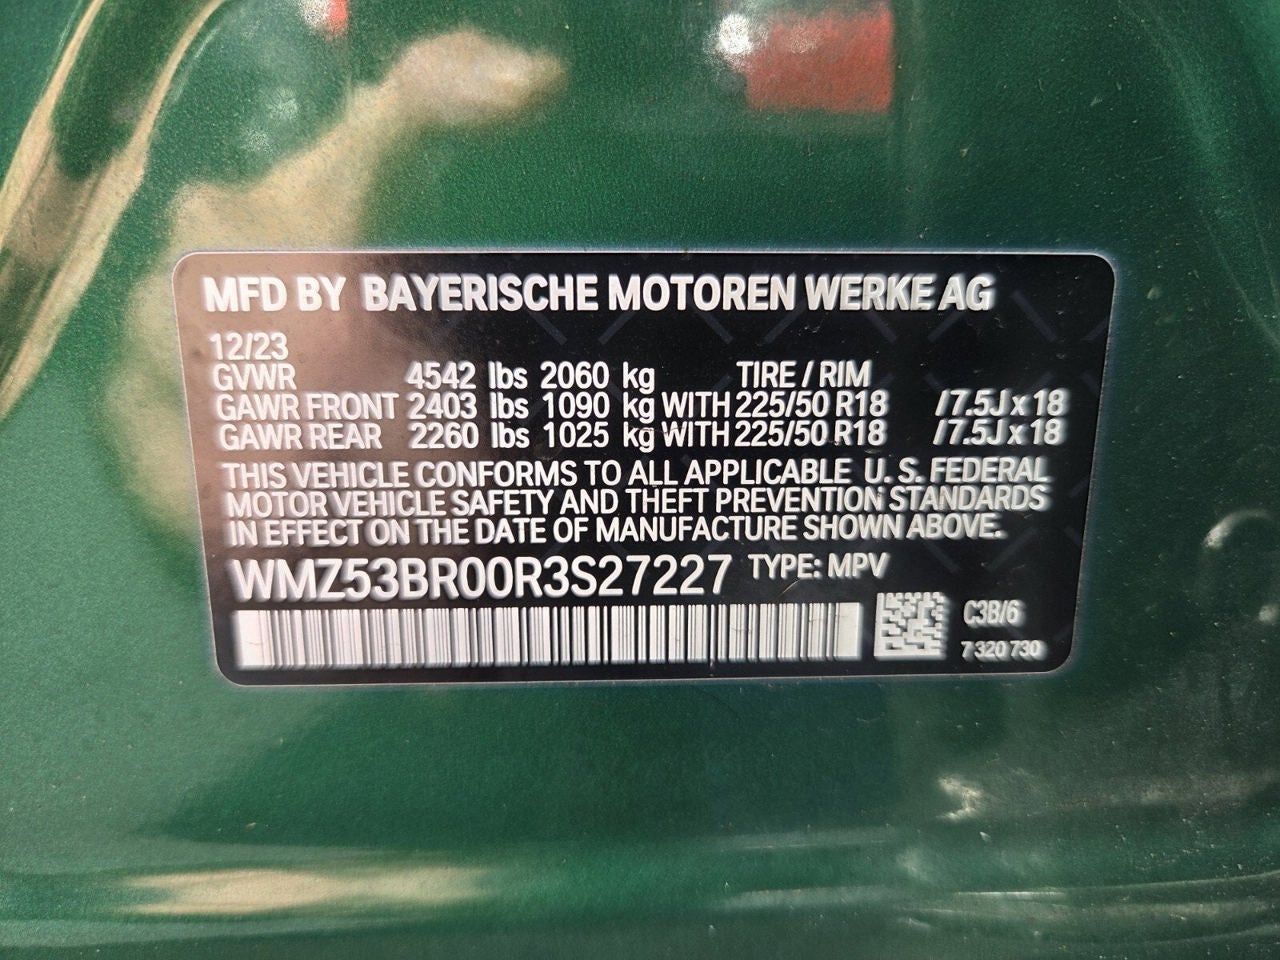 MFD BY BAYERISCHE MOTOREN WERKE AG
12/23
GVWR 4542 lbs 2060 kg TIRE / RIM
GAWR FRONT 2403 lbs 1090 kg WITH 225/50 R18 / 7.5J x 18
GAWR REAR 2260 lbs 1025 kg WITH 225/50 R18 / 7.5J x 18
THIS VEHICLE CONFORMS TO ALL APPLICABLE U. S. FEDERAL
MOTOR VEHICLE SAFETY AND THEFT PREVENTION STANDARDS
IN EFFECT ON THE DATE OF MANUFACTURE SHOWN ABOVE.
WMZ53BR00R3S27227 TYPE: MPV
C3B/6
7 320 730